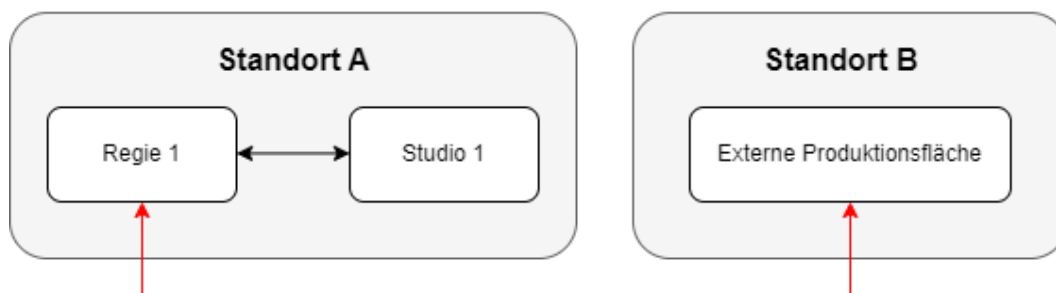 Standort A
Standort B
Regie 1
Studio 1
Externe Produktionsfläche